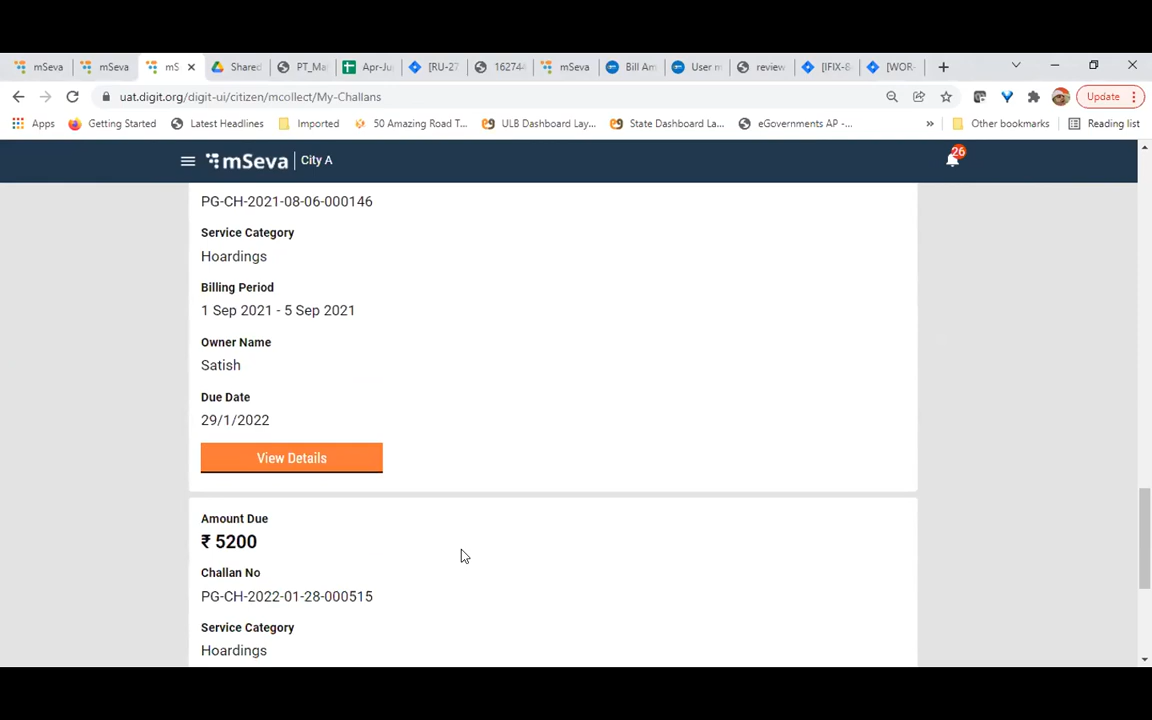 mSeva
mSeva
mS
Shared
PT_Ma
Apr-Ju
[RU-27
16274
mSeva
Bill Am
User m
review
[IFIX-8
[WOR-
uat.digit.org/digit-ui/citizen/mcollect/My-Challans
Update
Apps
Getting Started
Latest Headlines
Imported
50 Amazing Road T...
ULB Dashboard Lay...
State Dashboard La...
eGovernments AP -...
»
Other bookmarks
Reading list
mSeva | City A
26
PG-CH-2021-08-06-000146
Service Category
Hoardings
Billing Period
1 Sep 2021 - 5 Sep 2021
Owner Name
Satish
Due Date
29/1/2022
View Details
Amount Due
₹ 5200
Challan No
PG-CH-2022-01-28-000515
Service Category
Hoardings